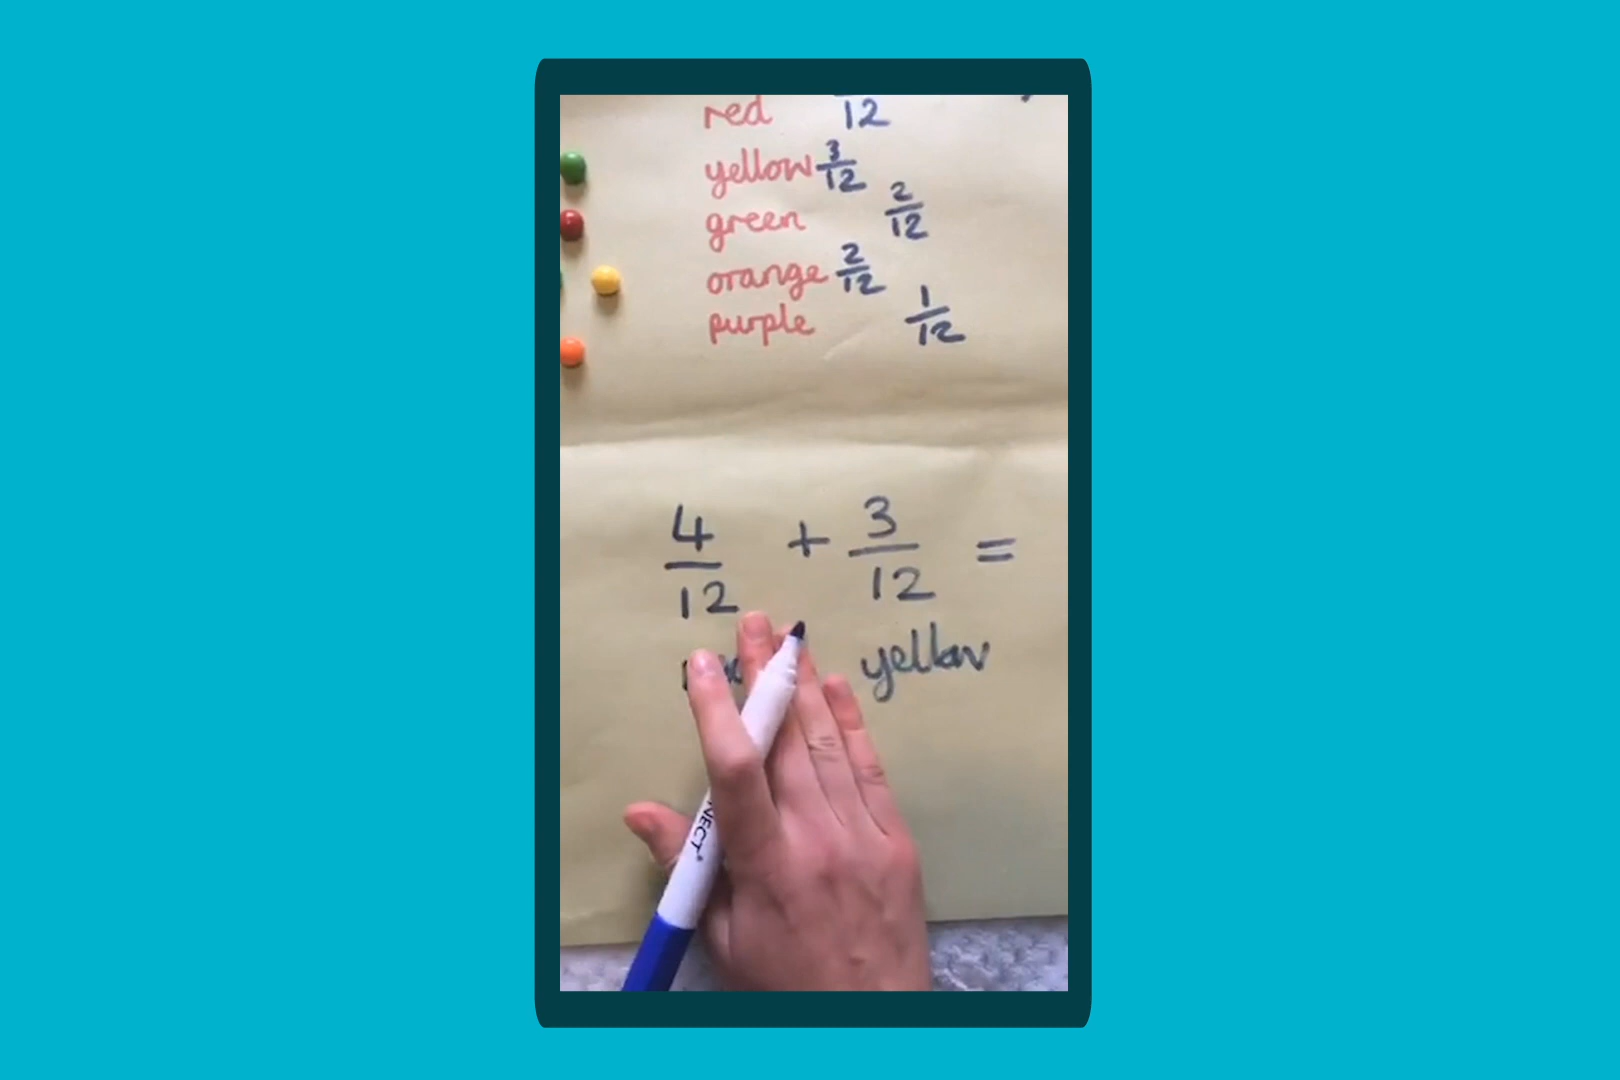 red 12
yellow 3/12
green 2/12
orange 2/12
purple 1/12
4/12 + 3/12 =
yellow
NECT